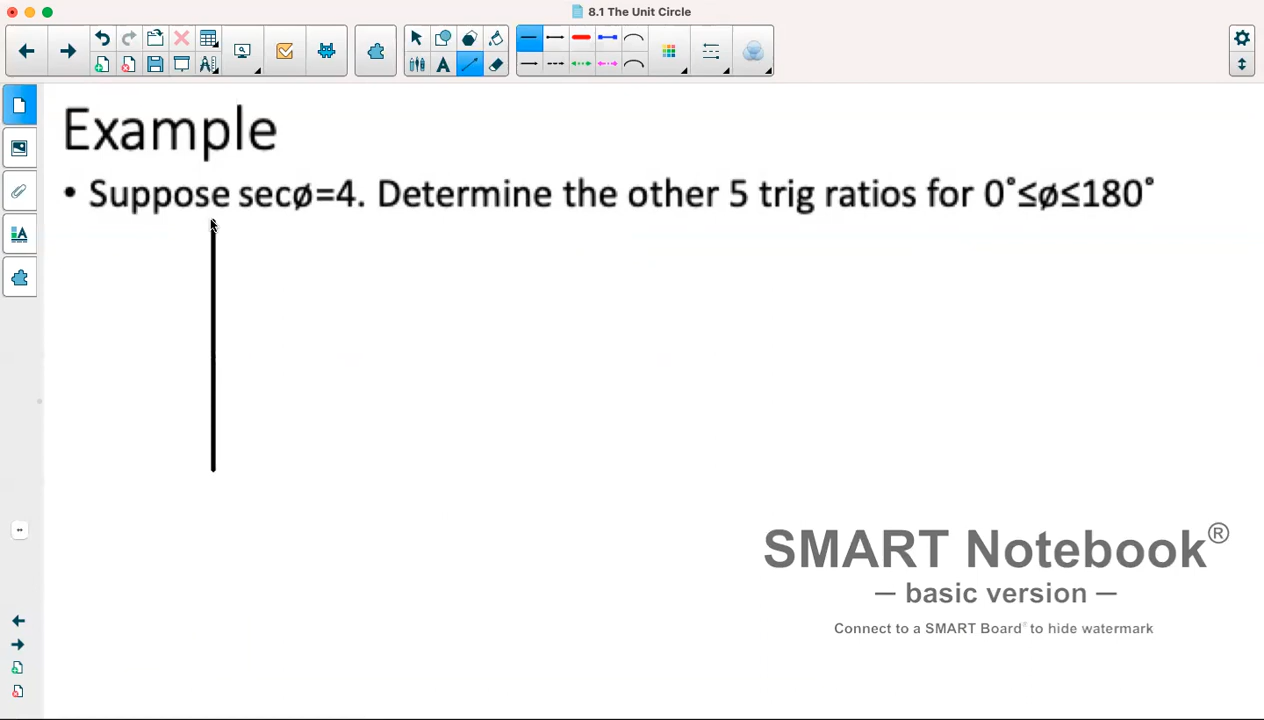 8.1 The Unit Circle
Example
• Suppose secø=4. Determine the other 5 trig ratios for 0˚≤ø≤180˚
SMART Notebook®
— basic version —
Connect to a SMART Board® to hide watermark